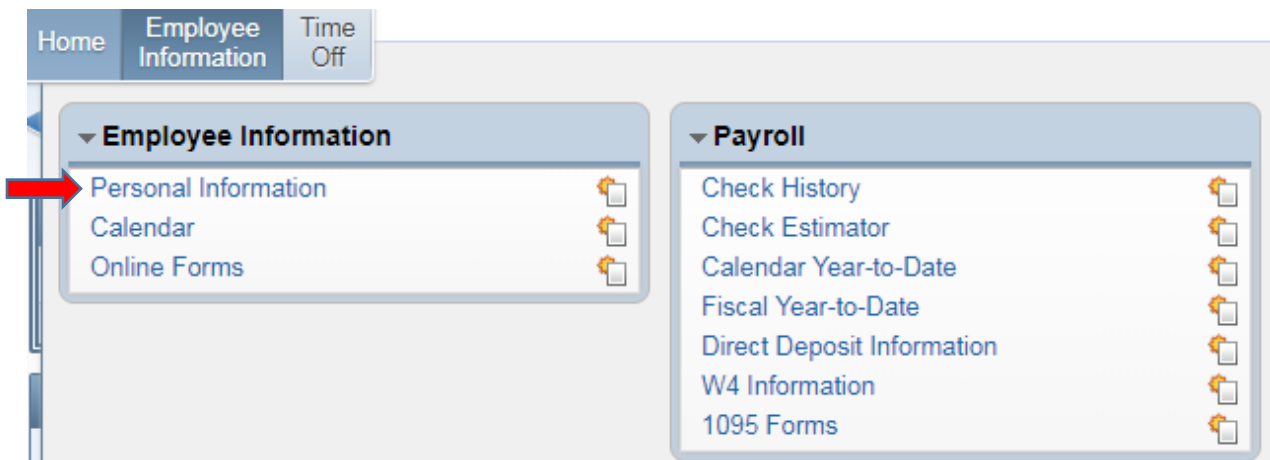 Home
Employee
Information
Time
Off
Employee Information
Personal Information
Calendar
Online Forms
Payroll
Check History
Check Estimator
Calendar Year-to-Date
Fiscal Year-to-Date
Direct Deposit Information
W4 Information
1095 Forms